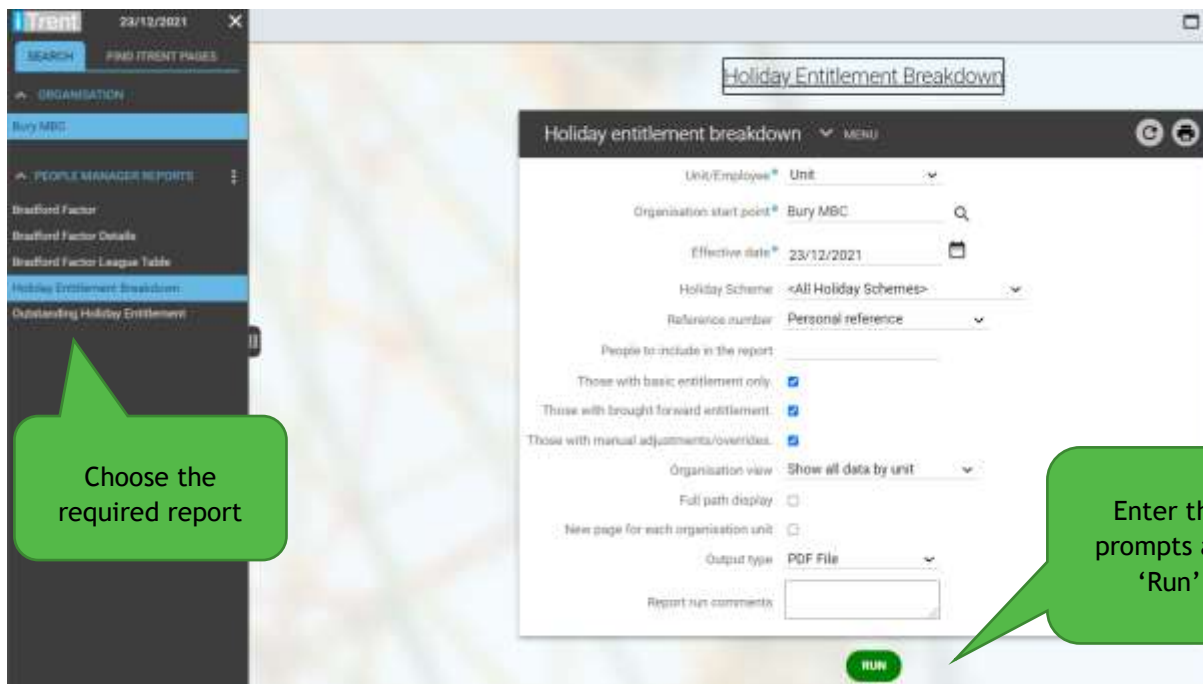 iTrent 23/12/2021
SEARCH FIND ITRENT PAGES
ORGANISATION
Bury MBC
PEOPLE MANAGER REPORTS
Bradford Factor
Bradford Factor Details
Bradford Factor League Table
Holiday Entitlement Breakdown
Outstanding Holiday Entitlement
Choose the
required report
Holiday Entitlement Breakdown
Holiday entitlement breakdown MENU
Unit/Employee* Unit
Organisation start point* Bury MBC
Effective date* 23/12/2021
Holiday Scheme <All Holiday Schemes>
Reference number Personal reference
People to include in the report
Those with basic entitlement only.
Those with brought forward entitlement.
Those with manual adjustments/overrides.
Organisation view Show all data by unit
Full path display
New page for each organisation unit
Output type PDF File
Report run comments
RUN
Enter th
prompts a
‘Run’